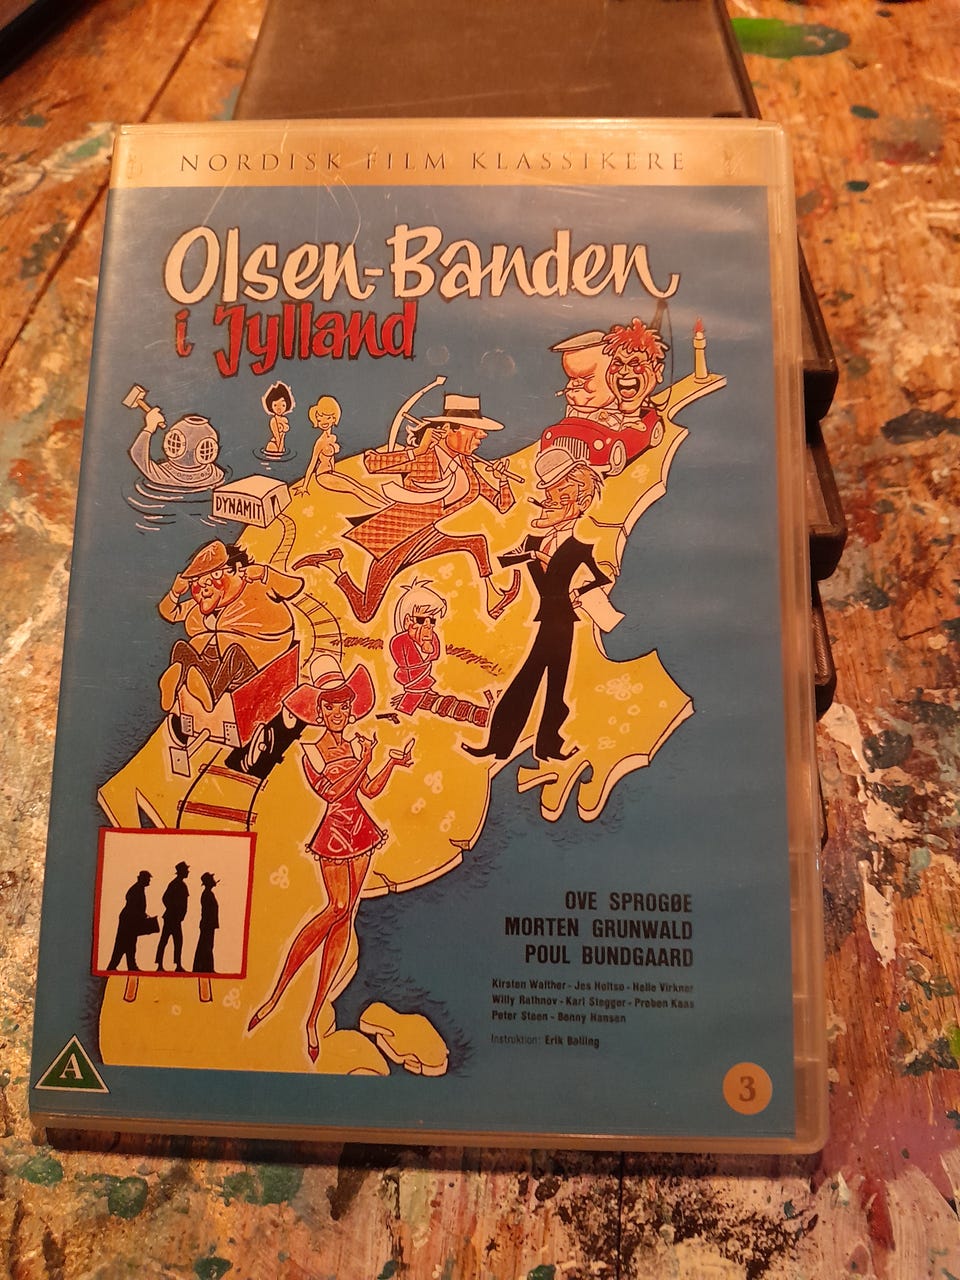 NORDISK FILM KLASSIKERE
Olsen-Banden
i Jylland
DYNAMIT
OVE SPROGØE
MORTEN GRUNWALD
POUL BUNDGAARD
Kirsten Walther - Jes Holtsø - Helle Virkner
Willy Rathnov - Karl Stegger - Preben Kaas
Peter Steen - Benny Hansen
Instruktion: Erik Balling
A
3